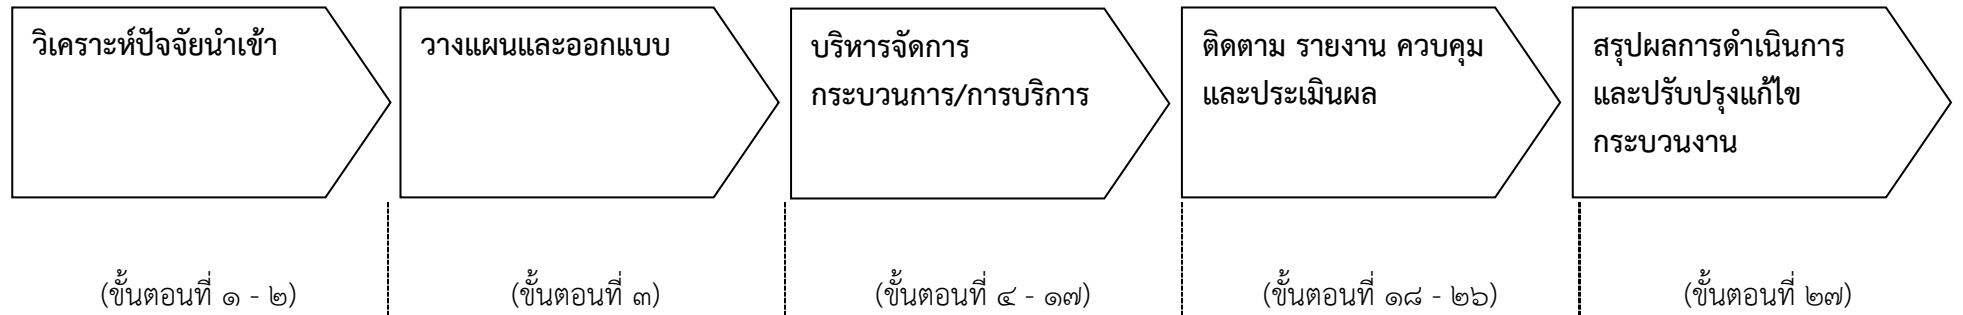 วิเคราะห์ปัจจัยนำเข้า
วางแผนและออกแบบ
บริหารจัดการ
กระบวนการ/การบริการ
ติดตาม รายงาน ควบคุม
และประเมินผล
สรุปผลการดำเนินการ
และปรับปรุงแก้ไข
กระบวนงาน
(ขั้นตอนที่ ๑ - ๒)
(ขั้นตอนที่ ๓)
(ขั้นตอนที่ ๔ - ๑๗)
(ขั้นตอนที่ ๑๘ - ๒๖)
(ขั้นตอนที่ ๒๗)